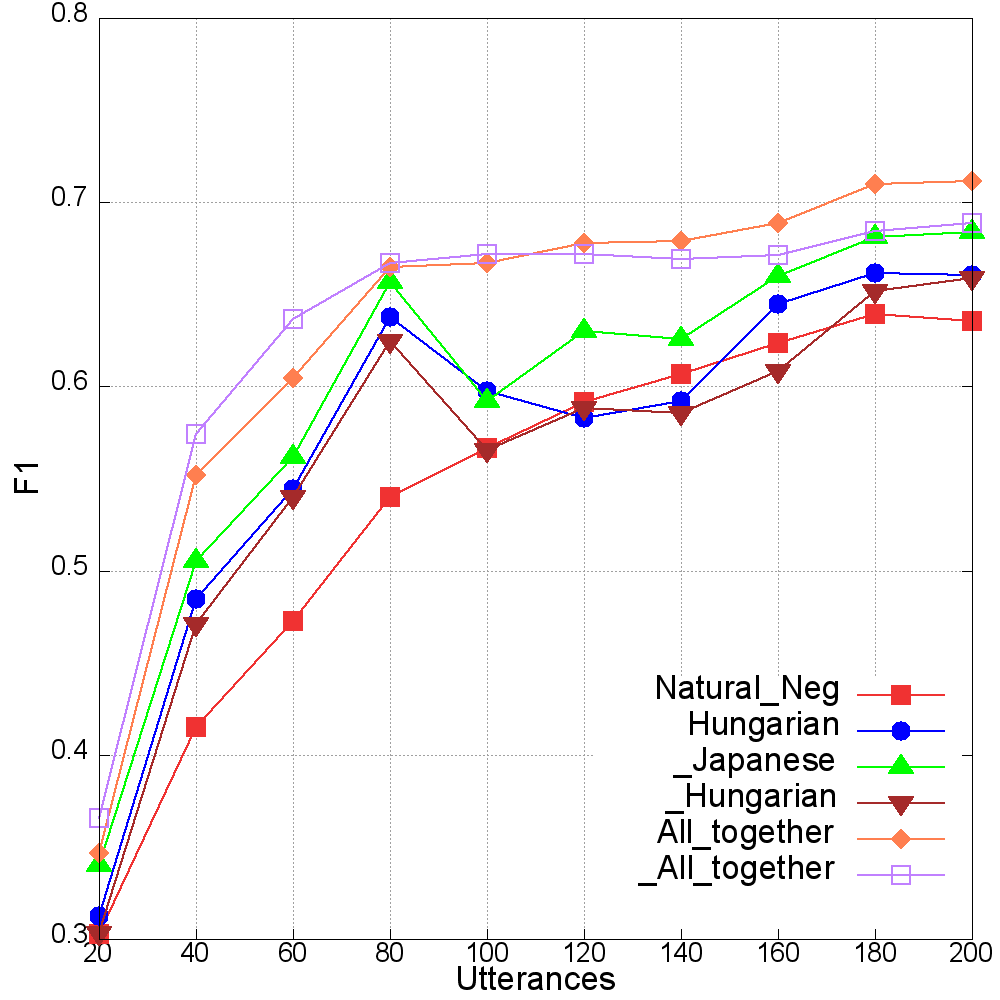 0.8
0.7
0.6
0.5
0.4
0.3
F1
Natural_Neg
Hungarian
_Japanese
_Hungarian
All_together
_All_together
20 40 60 80 100 120 140 160 180 200
Utterances